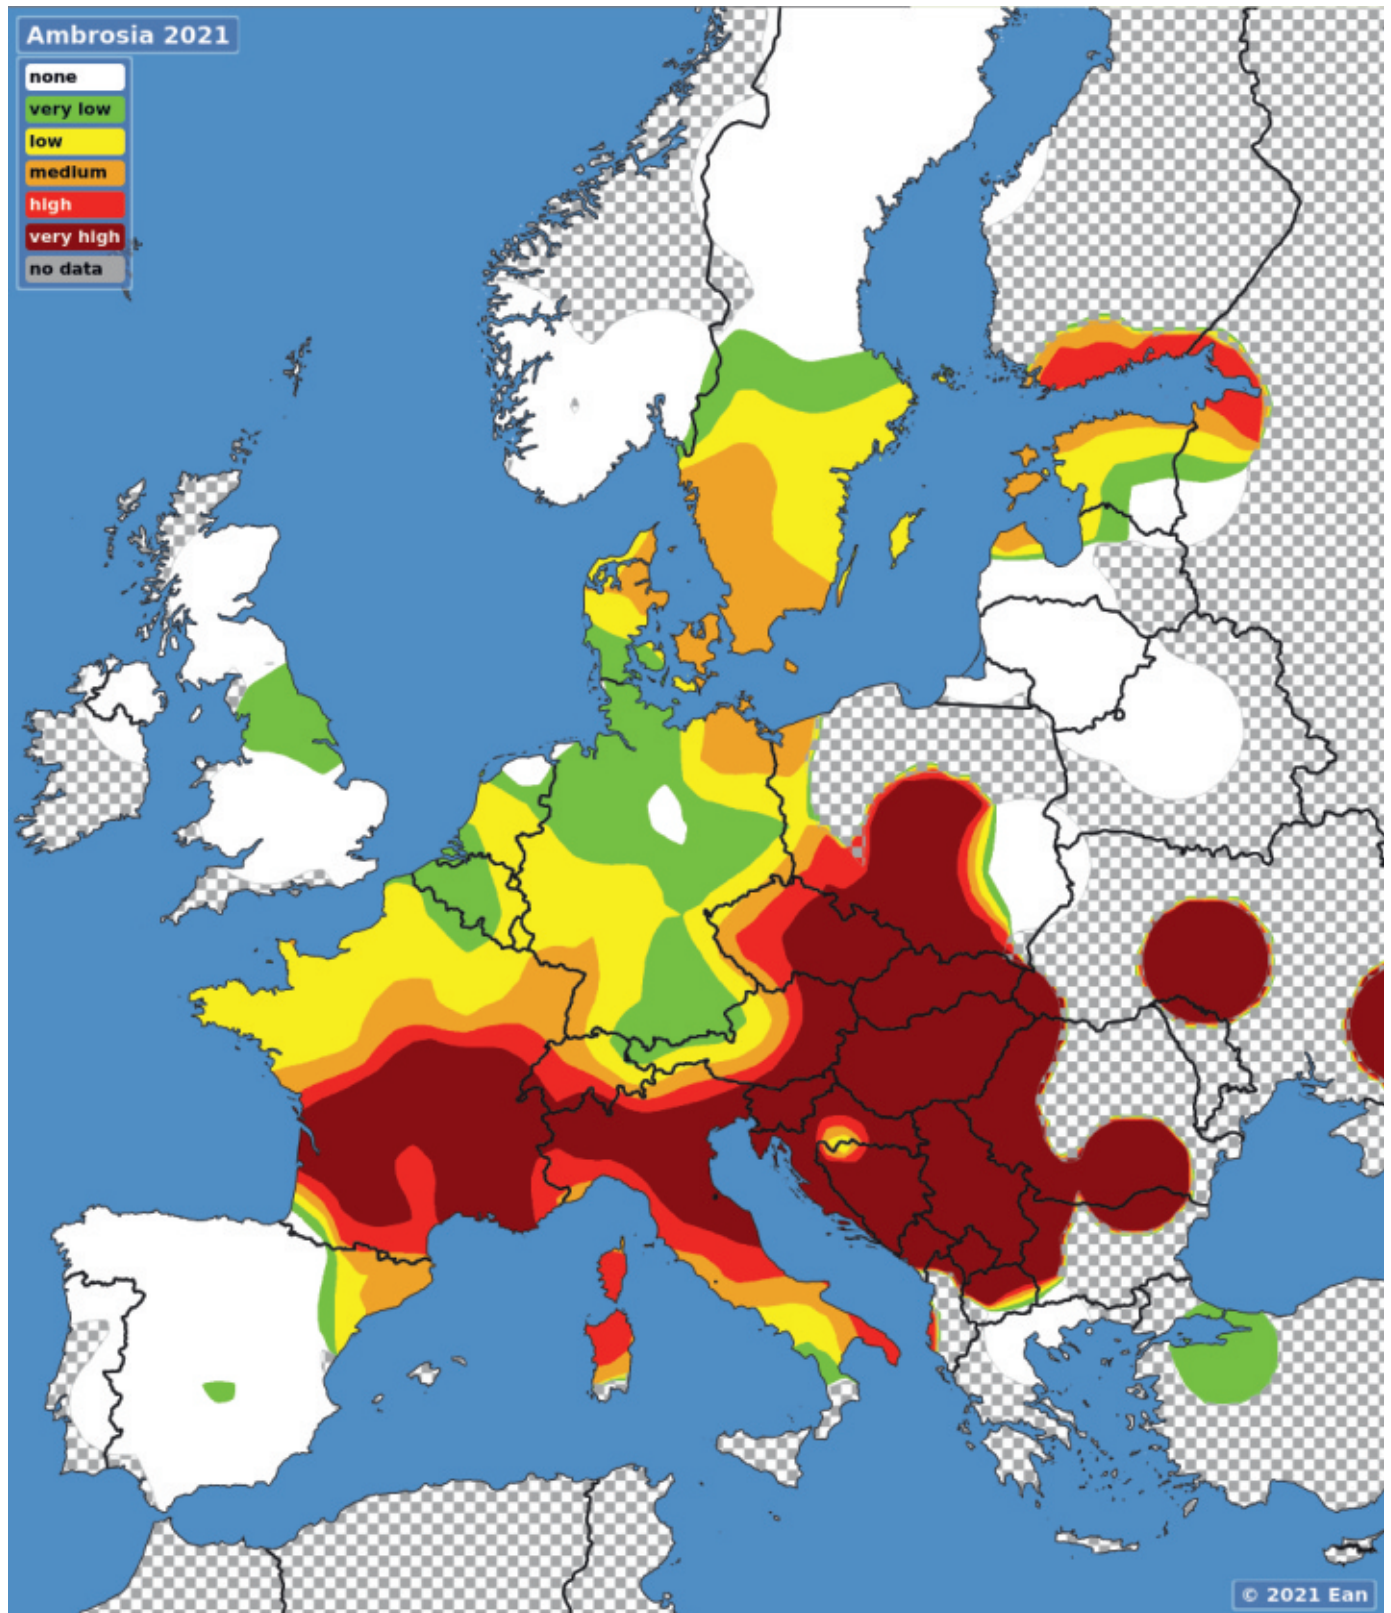 Ambrosia 2021
none
very low
low
medium
high
very high
no data
© 2021 Ean